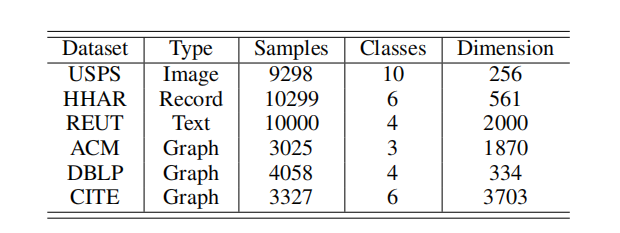 Dataset Type Samples Classes Dimension
USPS Image 9298 10 256
HHAR Record 10299 6 561
REUT Text 10000 4 2000
ACM Graph 3025 3 1870
DBLP Graph 4058 4 334
CITE Graph 3327 6 3703